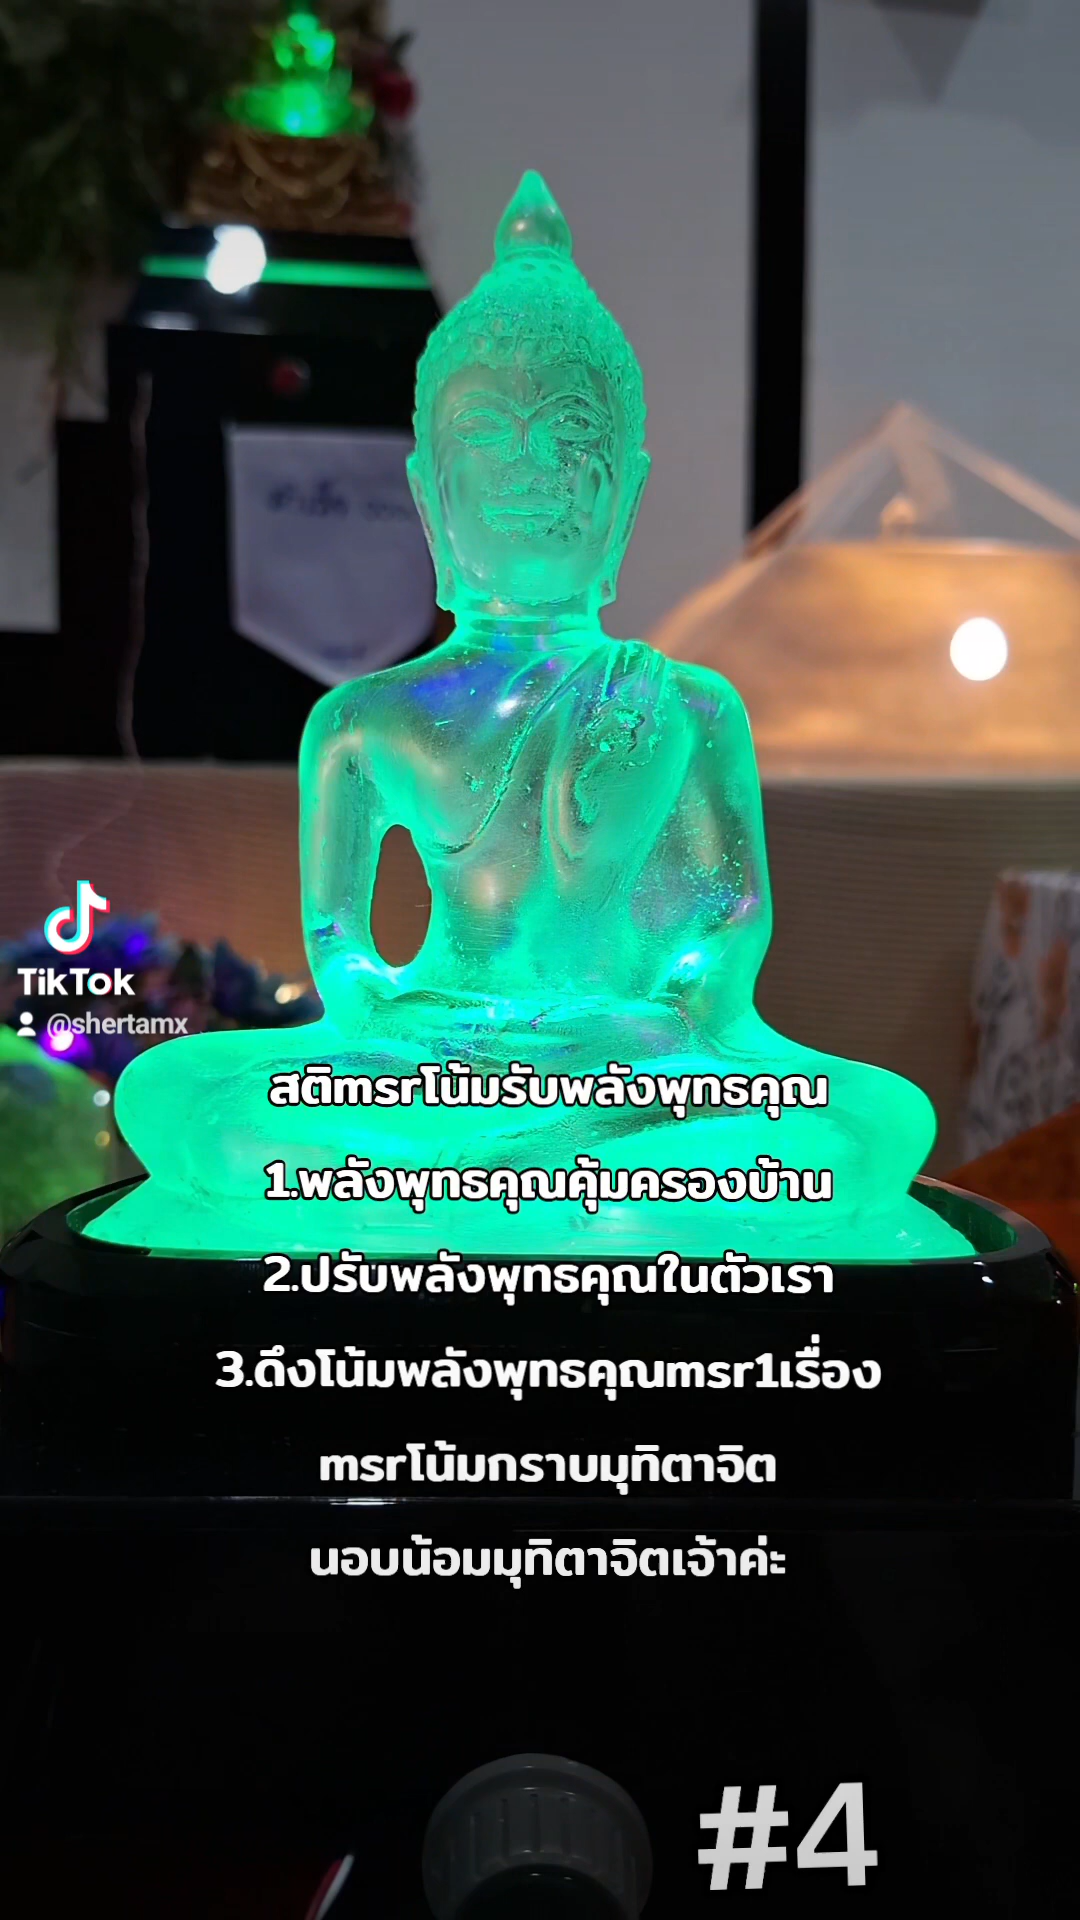 TikTok
@shertamx
สติmsrโน้มรับพลังพุทธคุณ
1.พลังพุทธคุณคุ้มครองบ้าน
2.ปรับพลังพุทธคุณในตัวเรา
3.ดึงโน้มพลังพุทธคุณmsr1เรื่อง
msrโน้มกราบมุทิตาจิต
นอบน้อมมุทิตาจิตเจ้าค่ะ
#4